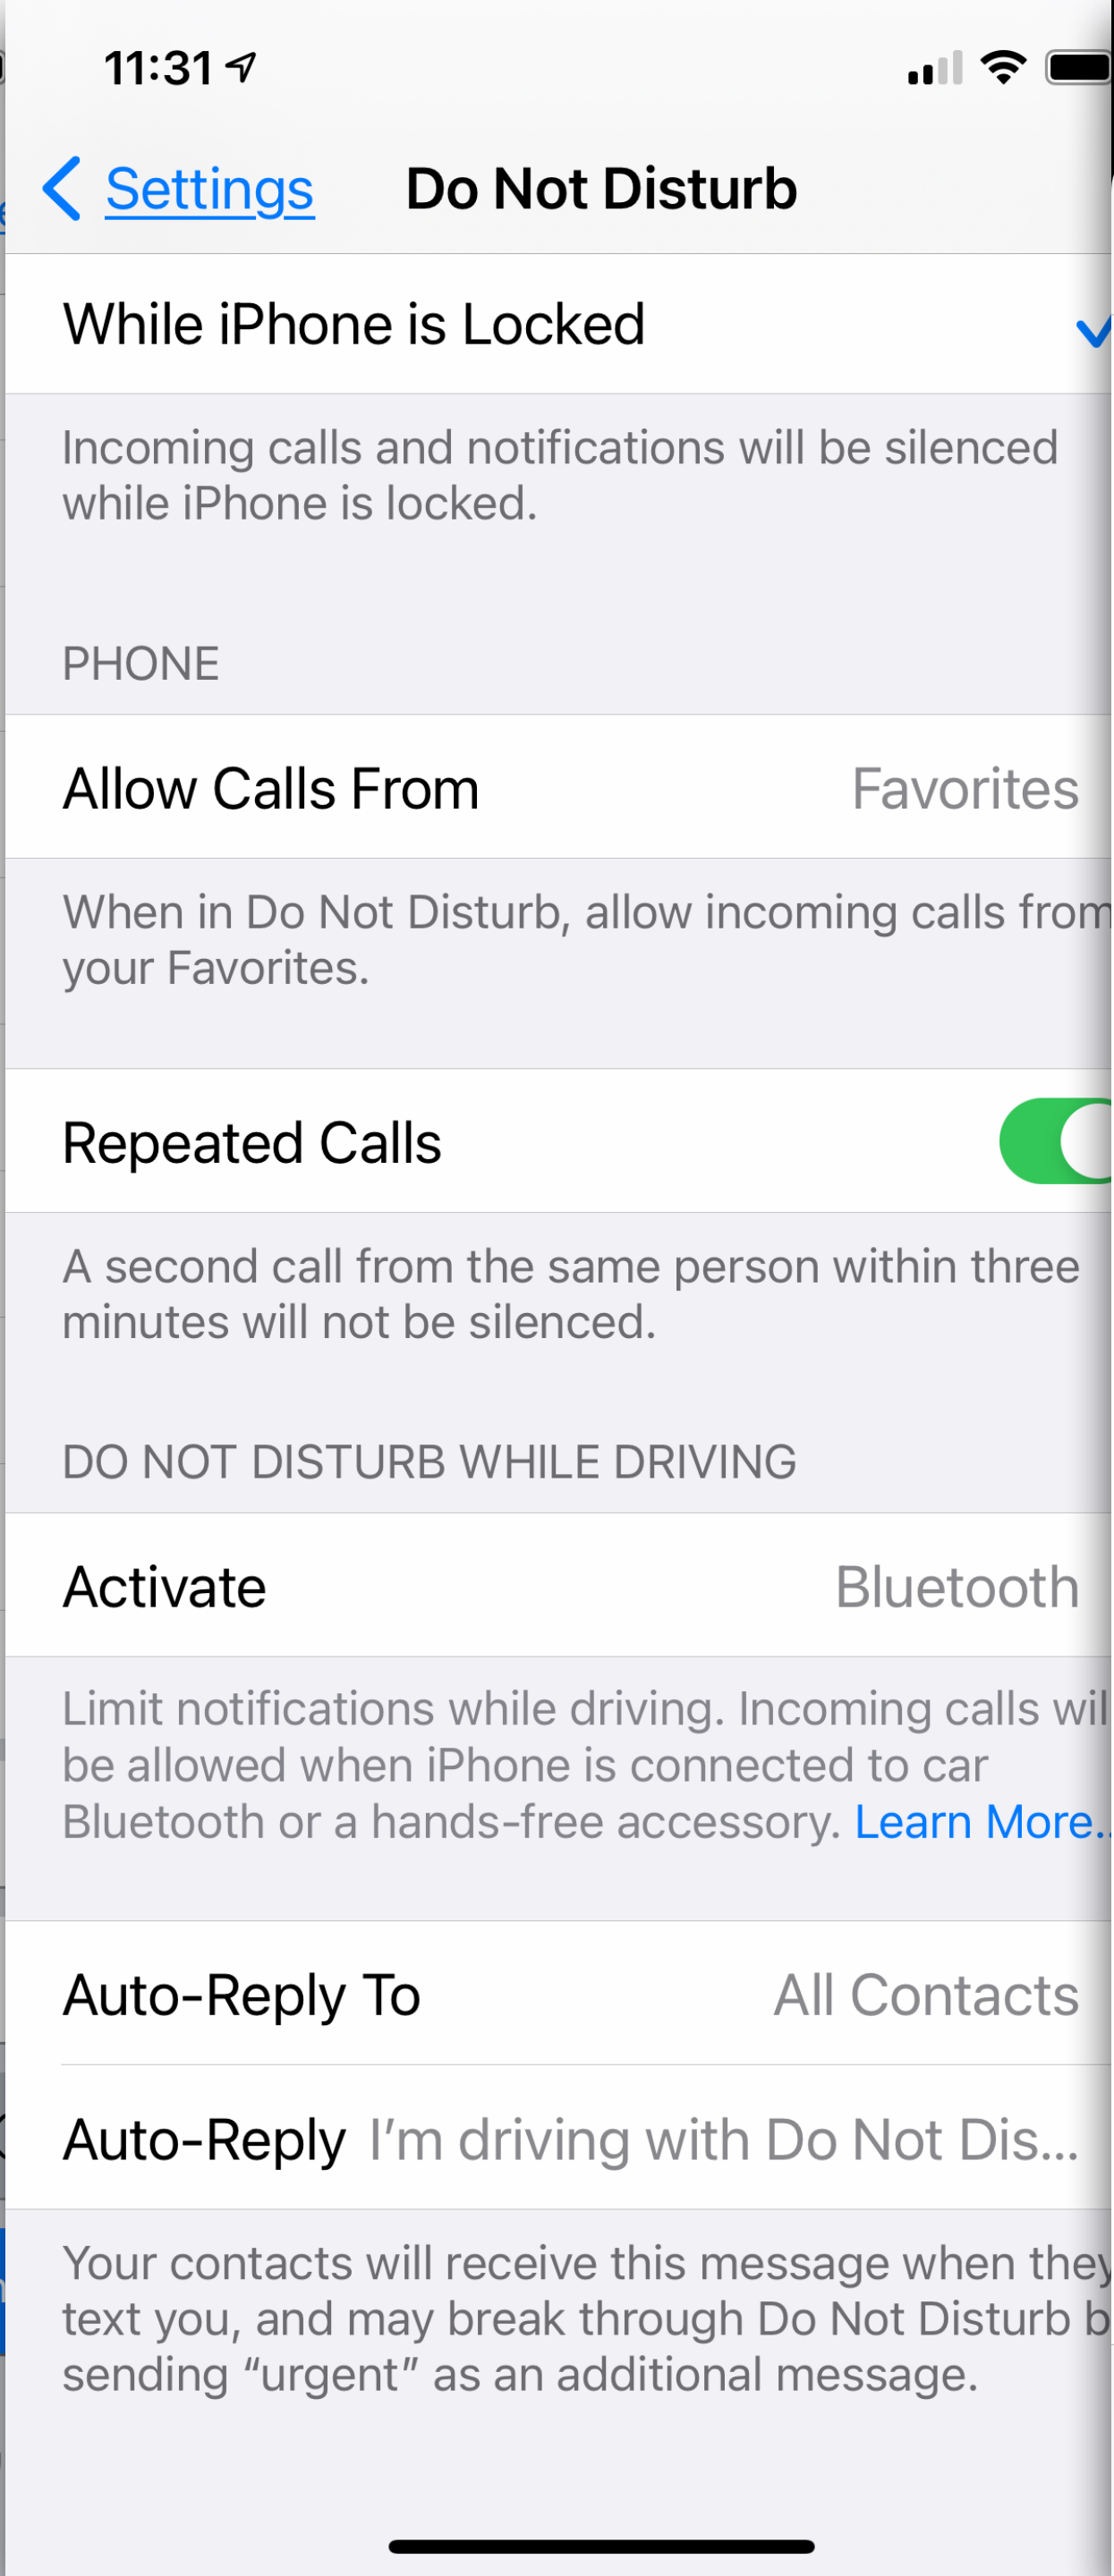 11:31
Settings Do Not Disturb
While iPhone is Locked
Incoming calls and notifications will be silenced
while iPhone is locked.
PHONE
Allow Calls From Favorites
When in Do Not Disturb, allow incoming calls from
your Favorites.
Repeated Calls
A second call from the same person within three
minutes will not be silenced.
DO NOT DISTURB WHILE DRIVING
Activate Bluetooth
Limit notifications while driving. Incoming calls wil
be allowed when iPhone is connected to car
Bluetooth or a hands-free accessory. Learn More..
Auto-Reply To All Contacts
Auto-Reply I’m driving with Do Not Dis...
Your contacts will receive this message when they
text you, and may break through Do Not Disturb b
sending “urgent” as an additional message.